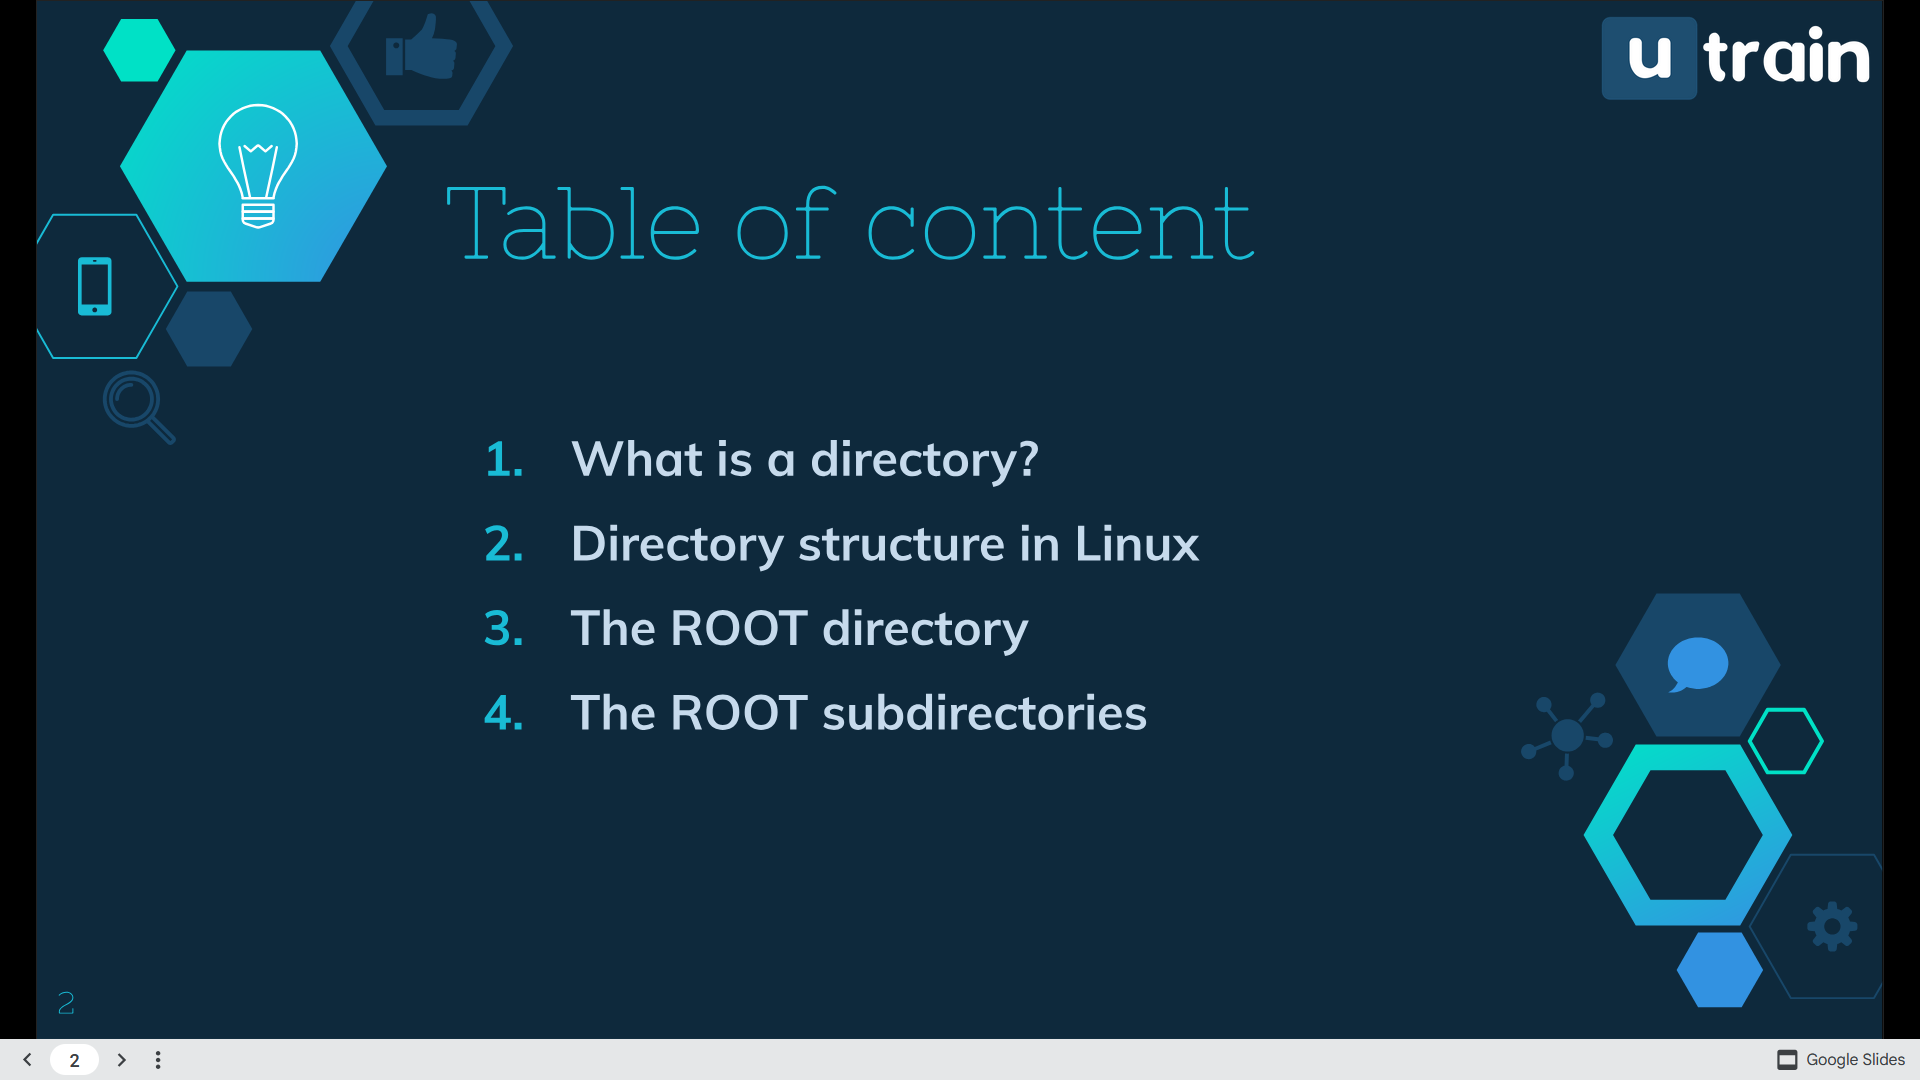 u train
Table of content
1. What is a directory?
2. Directory structure in Linux
3. The ROOT directory
4. The ROOT subdirectories
2
2
Google Slides